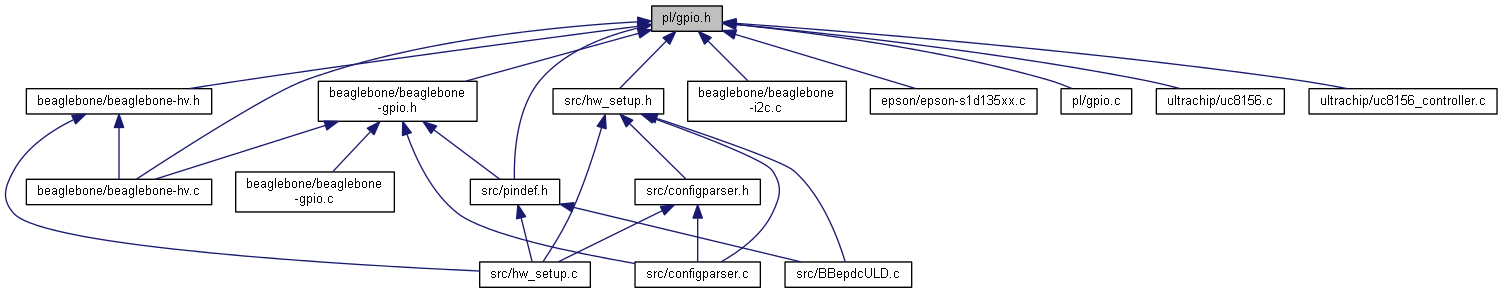 pl/gpio.h
beaglebone/beaglebone-hv.h
beaglebone/beaglebone
-gpio.h
src/hw_setup.h
beaglebone/beaglebone
-i2c.c
epson/epson-s1d135xx.c
pl/gpio.c
ultrachip/uc8156.c
ultrachip/uc8156_controller.c
beaglebone/beaglebone-hv.c
beaglebone/beaglebone
-gpio.c
src/pindef.h
src/configparser.h
src/hw_setup.c
src/configparser.c
src/BBepdcULD.c